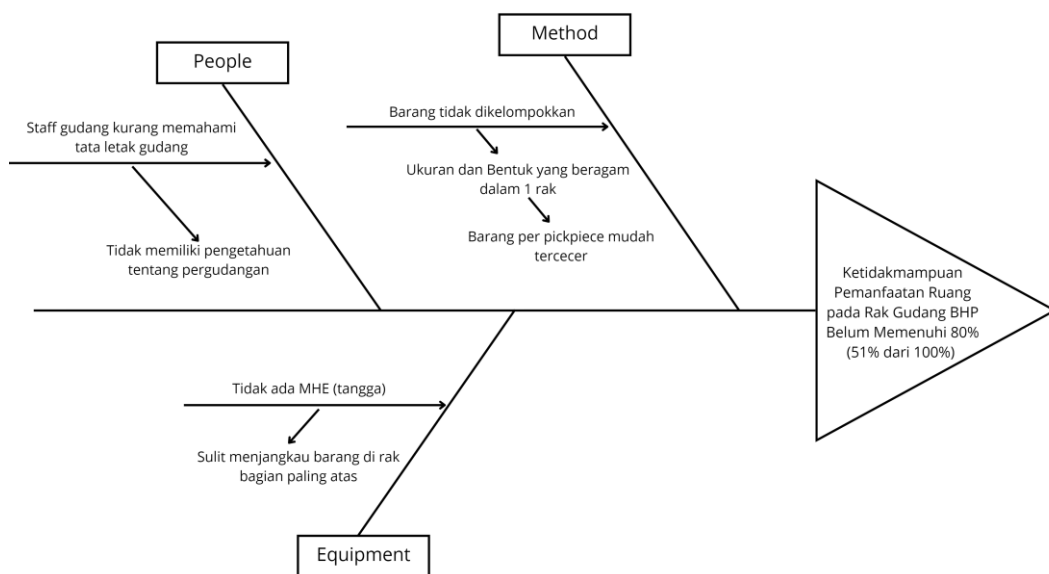 Method
People
Barang tidak dikelompokkan
Staff gudang kurang memahami
tata letak gudang
Ukuran dan Bentuk yang beragam
dalam 1 rak
Barang per pickpiece mudah
tercecer
Tidak memiliki pengetahuan
tentang pergudangan
Ketidakmampuan
Pemanfaatan Ruang
pada Rak Gudang BHP
Belum Memenuhi 80%
(51% dari 100%)
Tidak ada MHE (tangga)
Sulit menjangkau barang di rak
bagian paling atas
Equipment